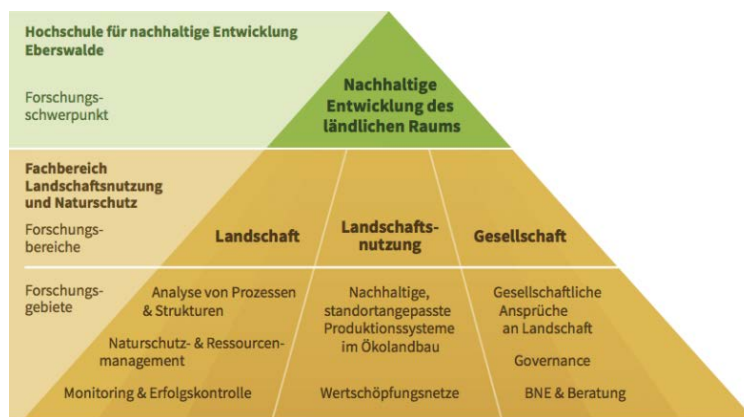 Hochschule für nachhaltige Entwicklung
Eberswalde
Forschungs-
schwerpunkt
Nachhaltige
Entwicklung des
ländlichen Raums
Fachbereich
Landschaftsnutzung
und Naturschutz
Forschungs-
bereiche
Landschaft
Landschafts-
nutzung
Gesellschaft
Forschungs-
gebiete
Analyse von Prozessen
& Strukturen
Naturschutz- & Ressourcen-
management
Monitoring & Erfolgskontrolle
Nachhaltige,
standortangepasste
Produktionssysteme
im Ökolandbau
Wertschöpfungsnetze
Gesellschaftliche
Ansprüche
an Landschaft
Governance
BNE & Beratung